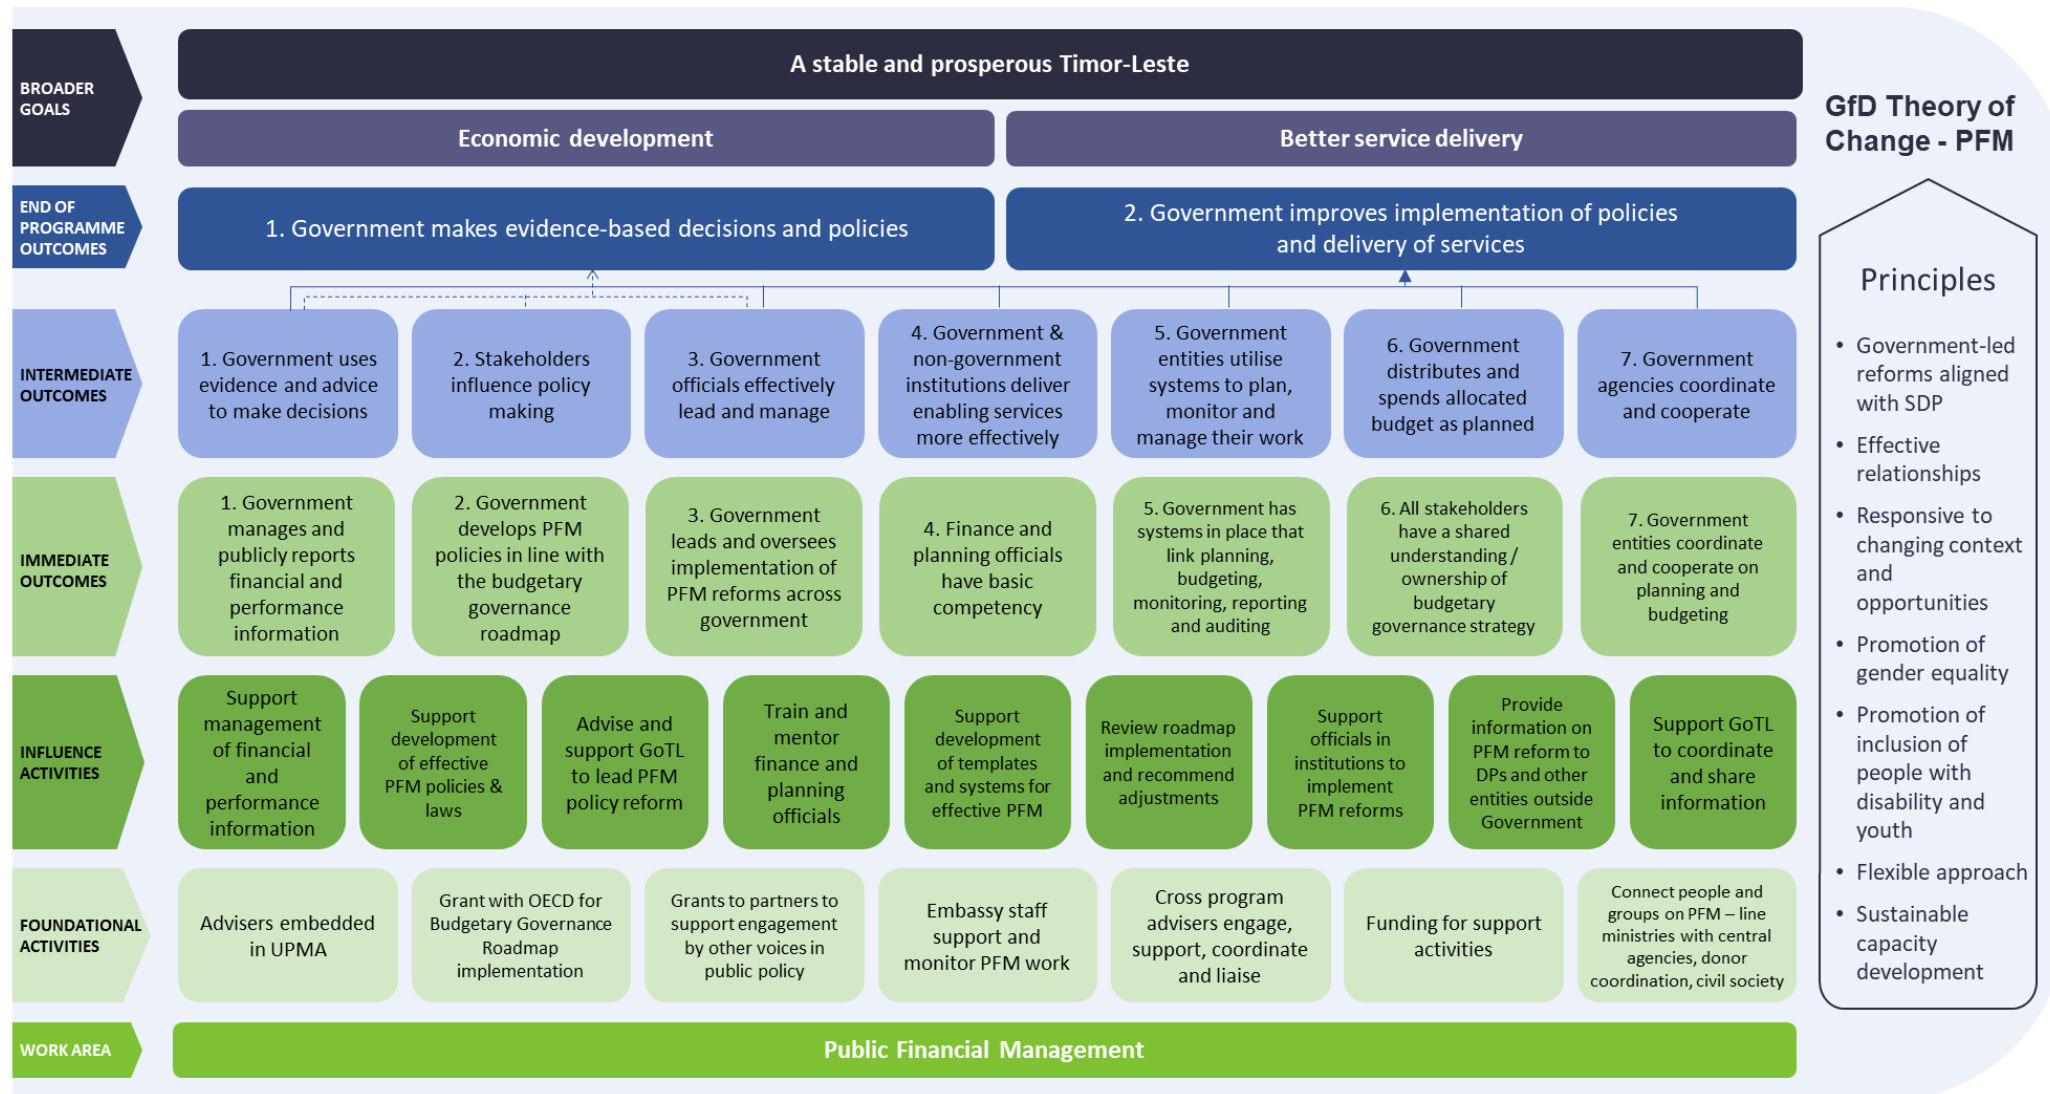 BROADER
GOALS
A stable and prosperous Timor-Leste
Economic development
Better service delivery
GfD Theory of
Change - PFM
END OF
PROGRAMME
OUTCOMES
1. Government makes evidence-based decisions and policies
2. Government improves implementation of policies
and delivery of services
INTERMEDIATE
OUTCOMES
1. Government uses
evidence and advice
to make decisions
2. Stakeholders
influence policy
making
3. Government
officials effectively
lead and manage
4. Government &
non-government
institutions deliver
enabling services
more effectively
5. Government
entities utilise
systems to plan,
monitor and
manage their work
6. Government
distributes and
spends allocated
budget as planned
7. Government
agencies coordinate
and cooperate
IMMEDIATE
OUTCOMES
1. Government
manages and
publicly reports
financial and
performance
information
2. Government
develops PFM
policies in line with
the budgetary
governance
roadmap
3. Government
leads and oversees
implementation of
PFM reforms across
government
4. Finance and
planning officials
have basic
competency
5. Government has
systems in place that
link planning,
budgeting,
monitoring, reporting
and auditing
6. All stakeholders
have a shared
understanding /
ownership of
budgetary
governance strategy
7. Government
entities coordinate
and cooperate on
planning and
budgeting
INFLUENCE
ACTIVITIES
Support
management
of financial
and
performance
information
Support
development
of effective
PFM policies &
laws
Advise and
support GoTL
to lead PFM
policy reform
Train and
mentor
finance and
planning
officials
Support
development
of templates
and systems for
effective PFM
Review roadmap
implementation
and recommend
adjustments
Support
officials in
institutions to
implement
PFM reforms
Provide
information on
PFM reform to
DPs and other
entities outside
Government
Support GoTL
to coordinate
and share
information
FOUNDATIONAL
ACTIVITIES
Advisers embedded
in UPMA
Grant with OECD for
Budgetary Governance
Roadmap
implementation
Grants to partners to
support engagement
by other voices in
public policy
Embassy staff
support and
monitor PFM work
Cross program
advisers engage,
support, coordinate
and liaise
Funding for support
activities
Connect people and
groups on PFM – line
ministries with central
agencies, donor
coordination, civil society
WORK AREA
Public Financial Management
Principles
• Government-led
reforms aligned
with SDP
• Effective
relationships
• Responsive to
changing context
and
opportunities
• Promotion of
gender equality
• Promotion of
inclusion of
people with
disability and
youth
• Flexible approach
• Sustainable
capacity
development